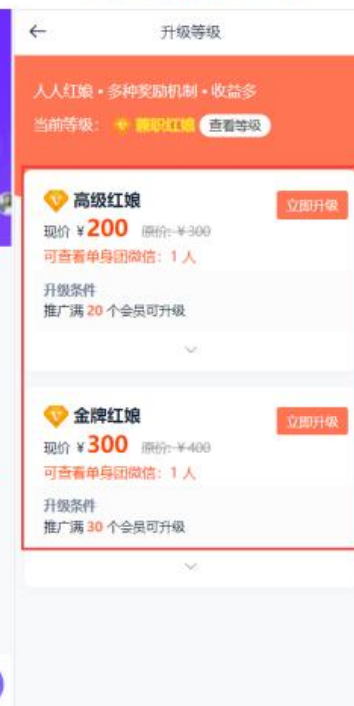 升级等级
人人红娘·多种奖励机制·收益多
当前等级： 兼职红娘 查看等级
高级红娘
立即升级
现价 ¥200 原价：¥300
可查看单身团微信：1 人
升级条件
推广满 20 个会员可升级
金牌红娘
立即升级
现价 ¥300 原价：¥400
可查看单身团微信：1 人
升级条件
推广满 30 个会员可升级